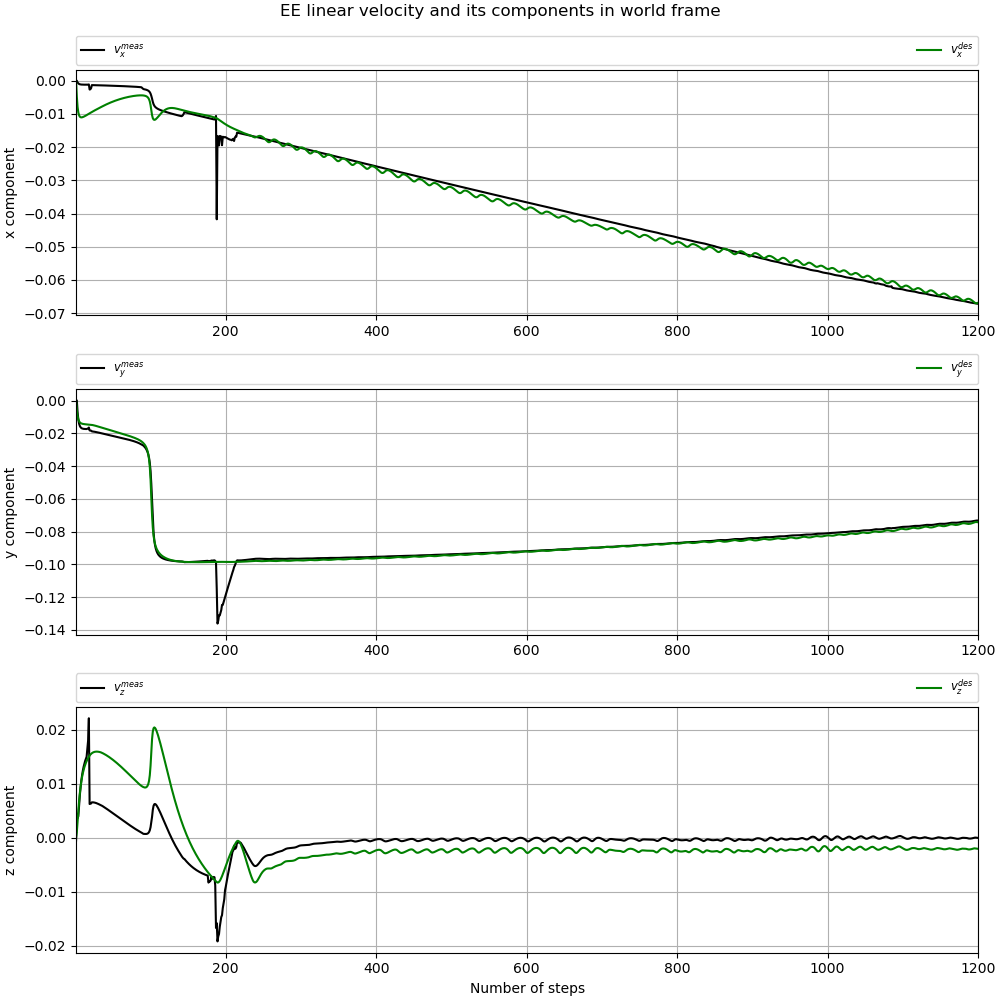 EE linear velocity and its components in world frame
v_x^{meas} v_x^{des}
0.00
−0.01
−0.02
−0.03
−0.04
−0.05
−0.06
−0.07
x component
200 400 600 800 1000 1200
v_y^{meas} v_y^{des}
0.00
−0.02
−0.04
−0.06
−0.08
−0.10
−0.12
−0.14
y component
200 400 600 800 1000 1200
v_z^{meas} v_z^{des}
0.02
0.01
0.00
−0.01
−0.02
z component
200 400 600 800 1000 1200
Number of steps